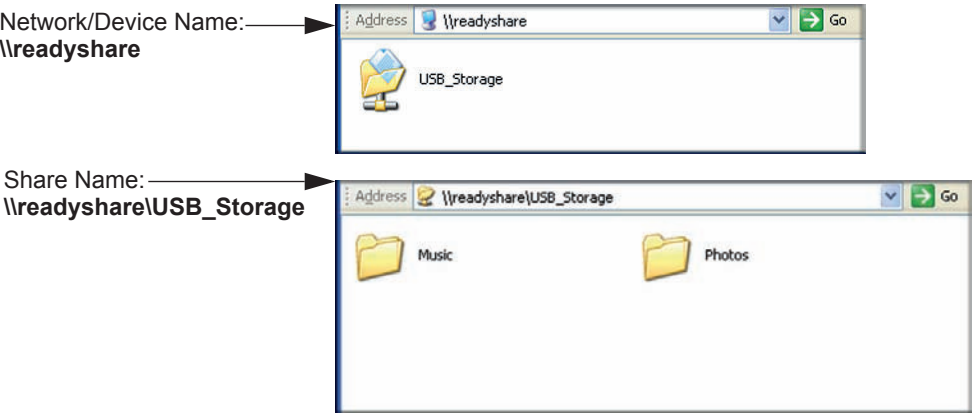 Network/Device Name:
\\readyshare
Address \\readyshare Go
USB_Storage
Share Name:
\\readyshare\USB_Storage
Address \\readyshare\USB_Storage Go
Music Photos